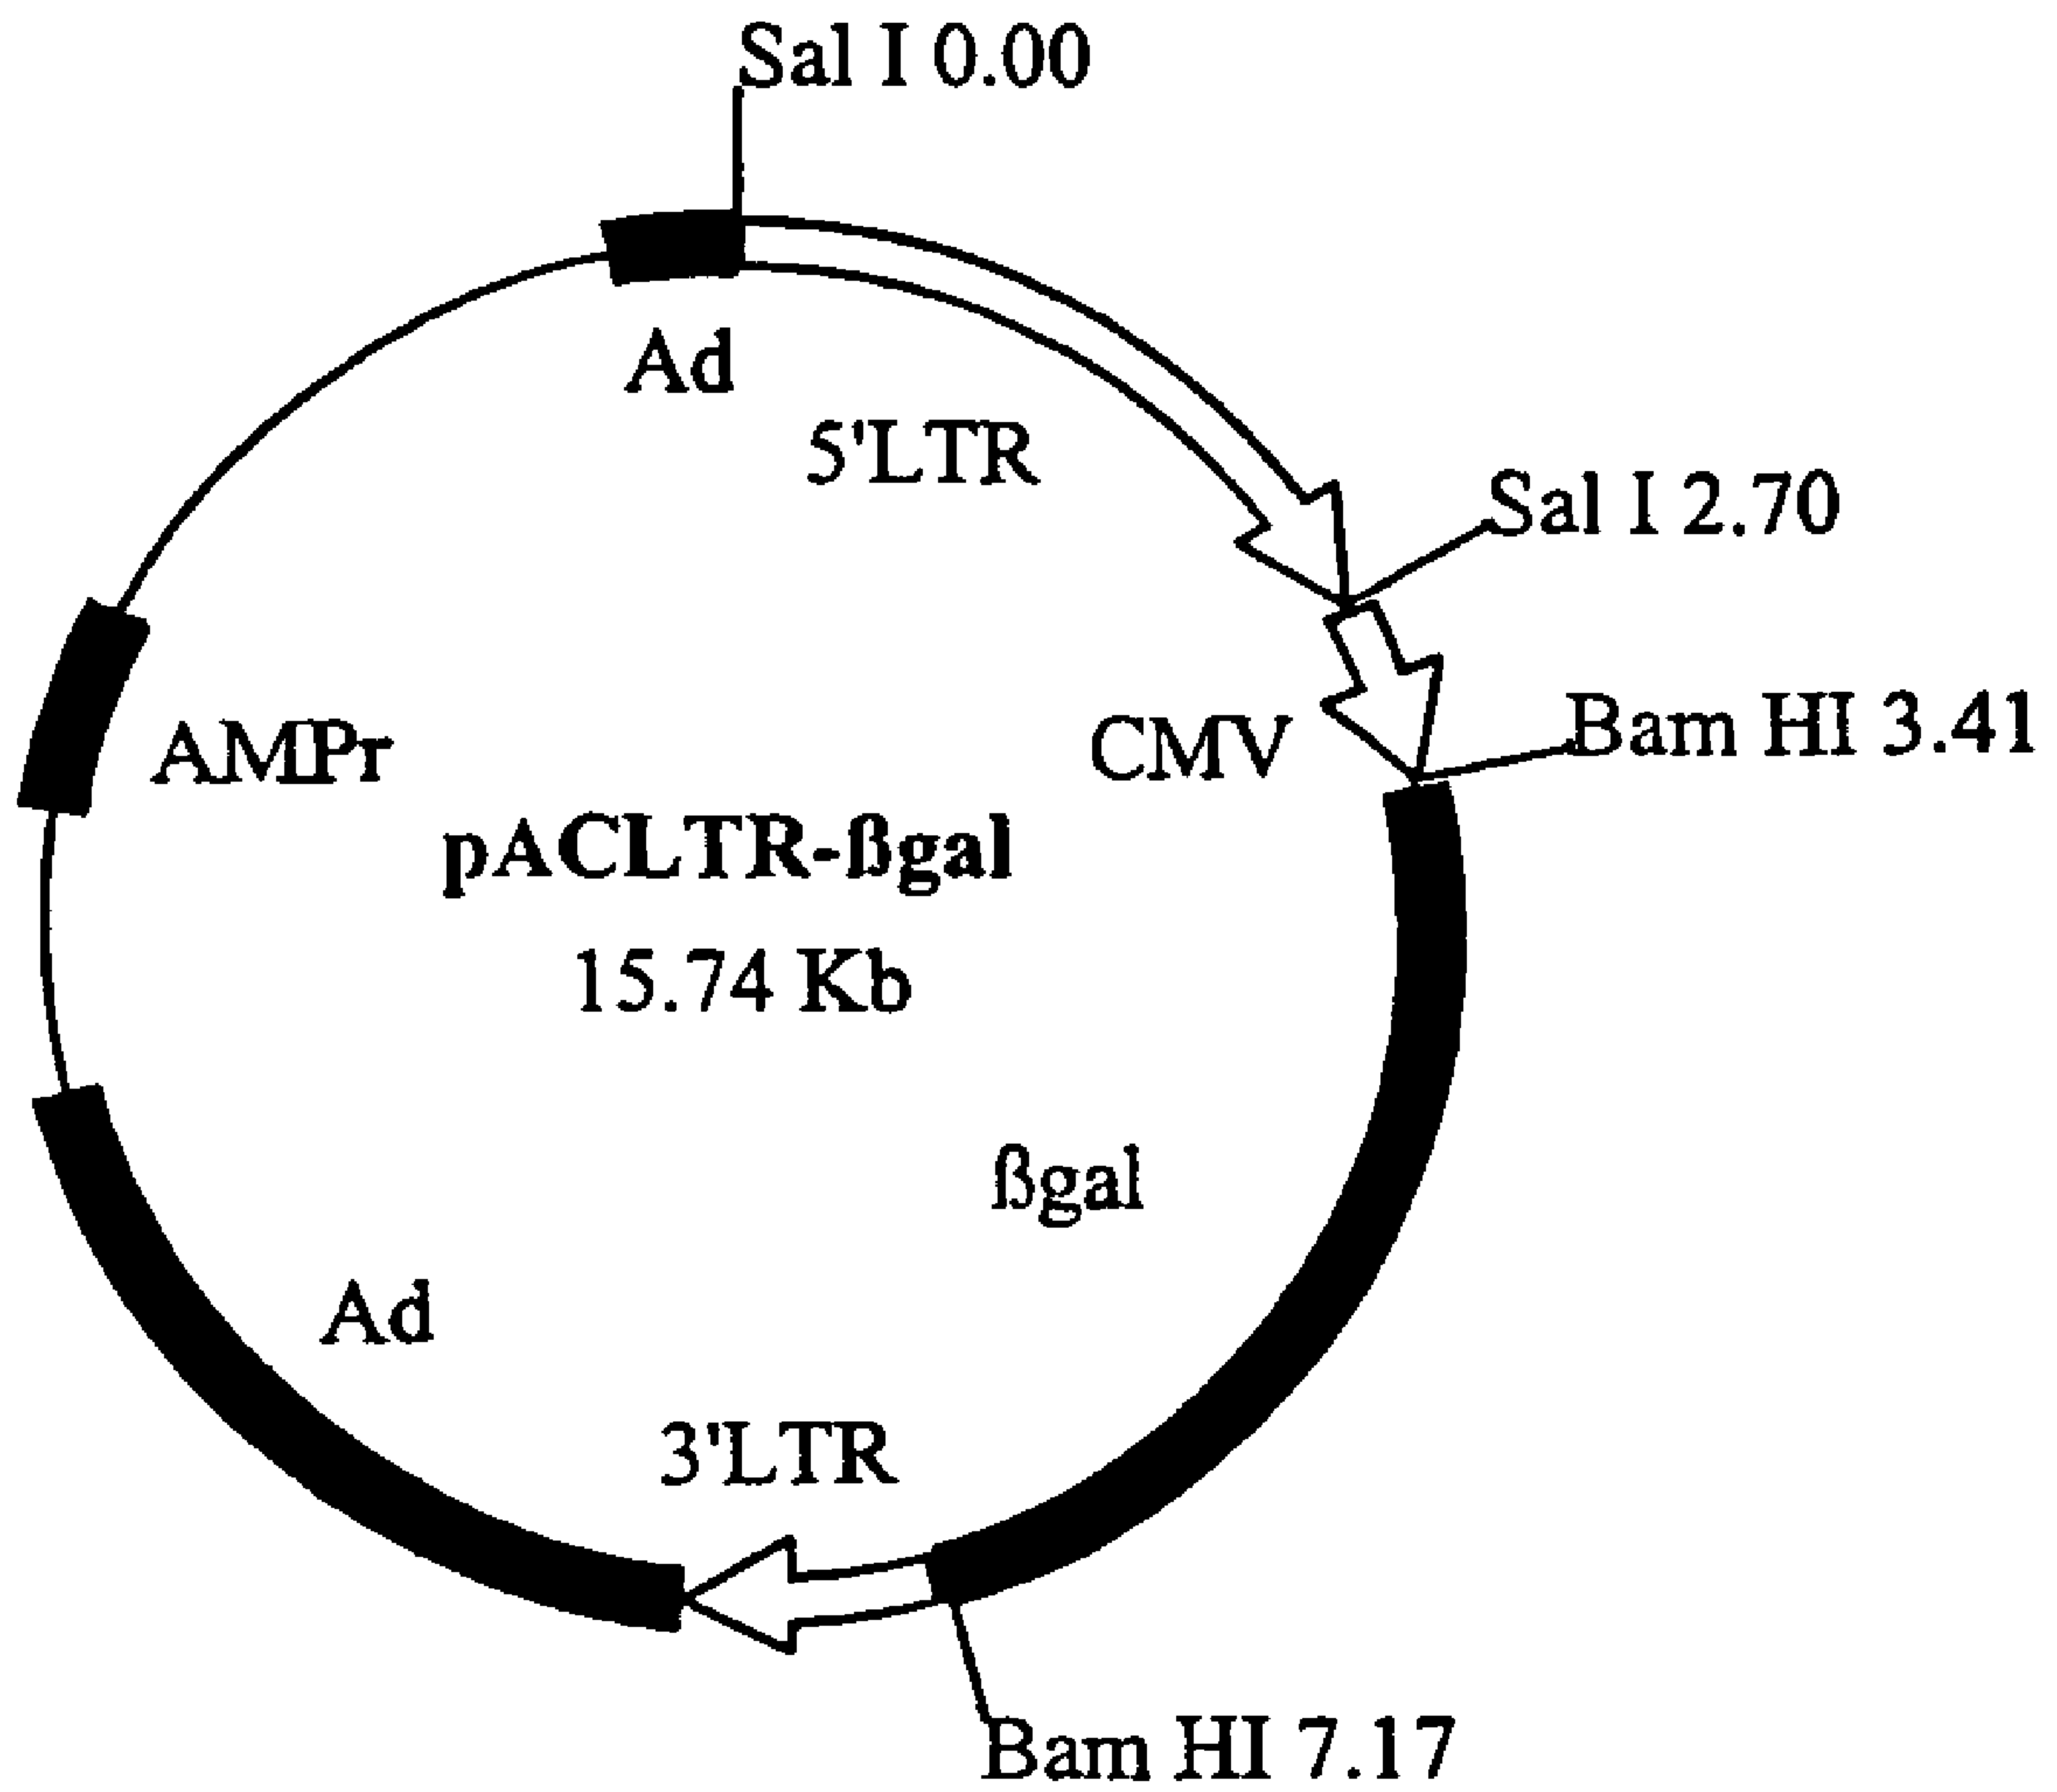 Sal I 0.00
Ad
5'LTR
Sal I 2.70
AMPr
CMV
Bam HI 3.41
pACLTR-ßgal
15.74 Kb
ßgal
Ad
3'LTR
Bam HI 7.17